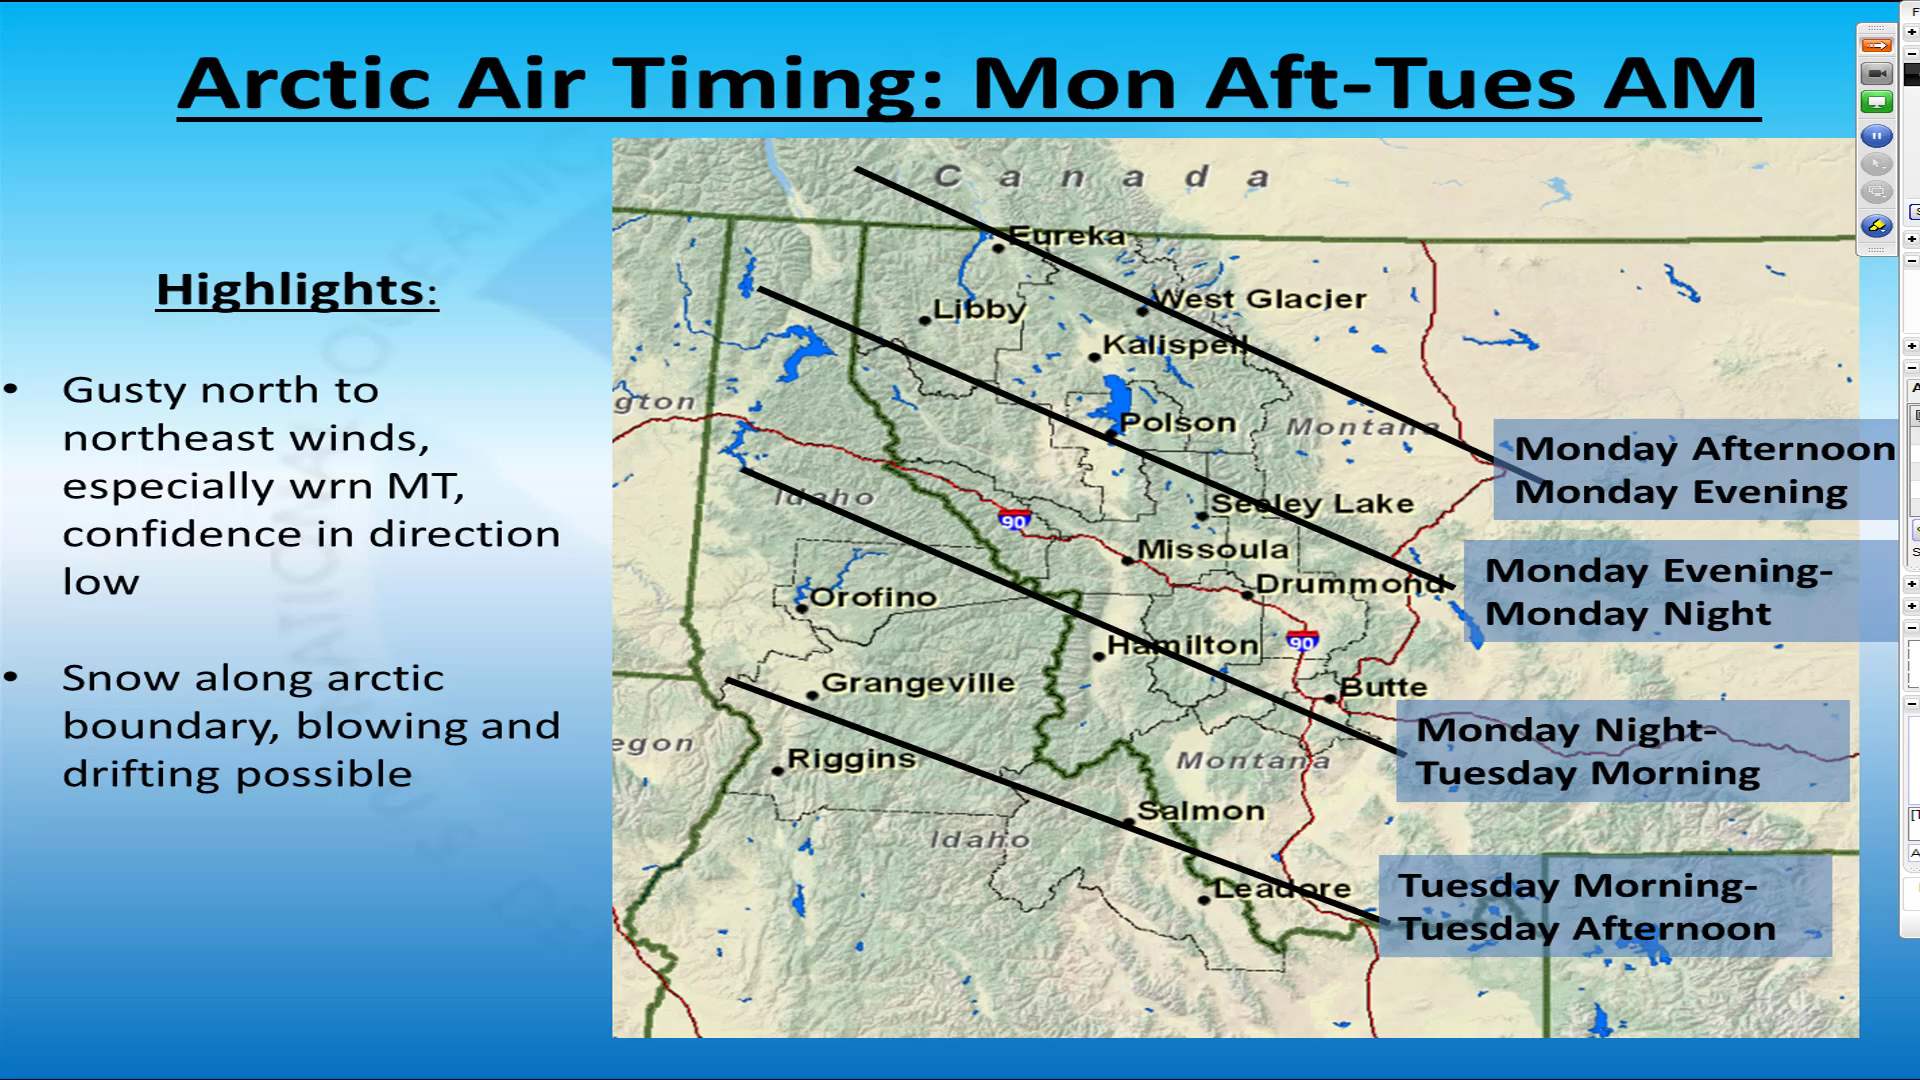 Arctic Air Timing: Mon Aft-Tues AM
Highlights:
• Gusty north to
northeast winds,
especially wrn MT,
confidence in direction
low
• Snow along arctic
boundary, blowing and
drifting possible
Canada
Eureka
West Glacier
Libby
Kalispell
gton
Polson
Montana
Idaho
Seeley Lake
90
Missoula
Drummond
Orofino
Hamilton
90
Grangeville
Butte
egon
Riggins
Montana
Salmon
Idaho
Leadore
Monday Afternoon
Monday Evening
Monday Evening-
Monday Night
Monday Night-
Tuesday Morning
Tuesday Morning-
Tuesday Afternoon